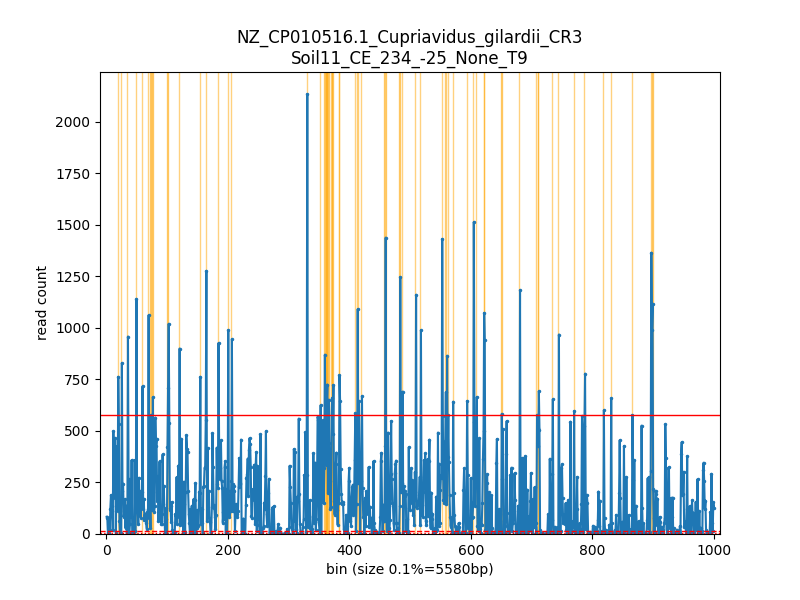 NZ_CP010516.1_Cupriavidus_gilardii_CR3
Soil11_CE_234_-25_None_T9
2000
1750
1500
1250
1000
750
500
250
0
read count
0 200 400 600 800 1000
bin (size 0.1%=5580bp)